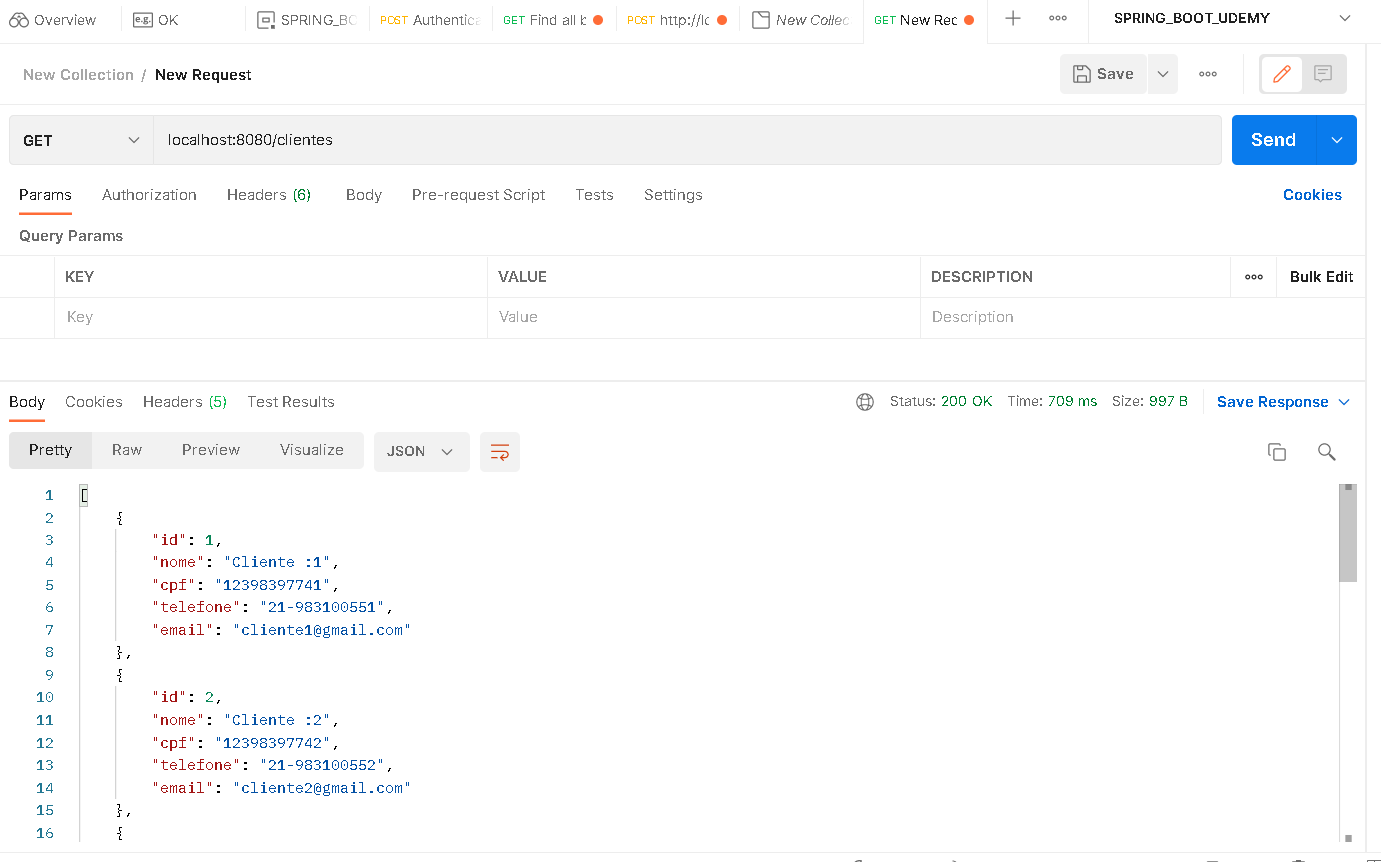 Overview e.g. OK SPRING_BC POST Authentica GET Find all b POST http://lc New Collec GET New Rec SPRING_BOOT_UDEMY
New Collection / New Request Save
GET localhost:8080/clientes Send
Params Authorization Headers (6) Body Pre-request Script Tests Settings Cookies
Query Params
KEY VALUE DESCRIPTION Bulk Edit
Key Value Description
Body Cookies Headers (5) Test Results Status: 200 OK Time: 709 ms Size: 997 B Save Response
Pretty Raw Preview Visualize JSON
1 [
2 {
3 "id": 1,
4 "nome": "Cliente :1",
5 "cpf": "12398397741",
6 "telefone": "21-983100551",
7 "email": "cliente1@gmail.com"
8 },
9 {
10 "id": 2,
11 "nome": "Cliente :2",
12 "cpf": "12398397742",
13 "telefone": "21-983100552",
14 "email": "cliente2@gmail.com"
15 },
16 {